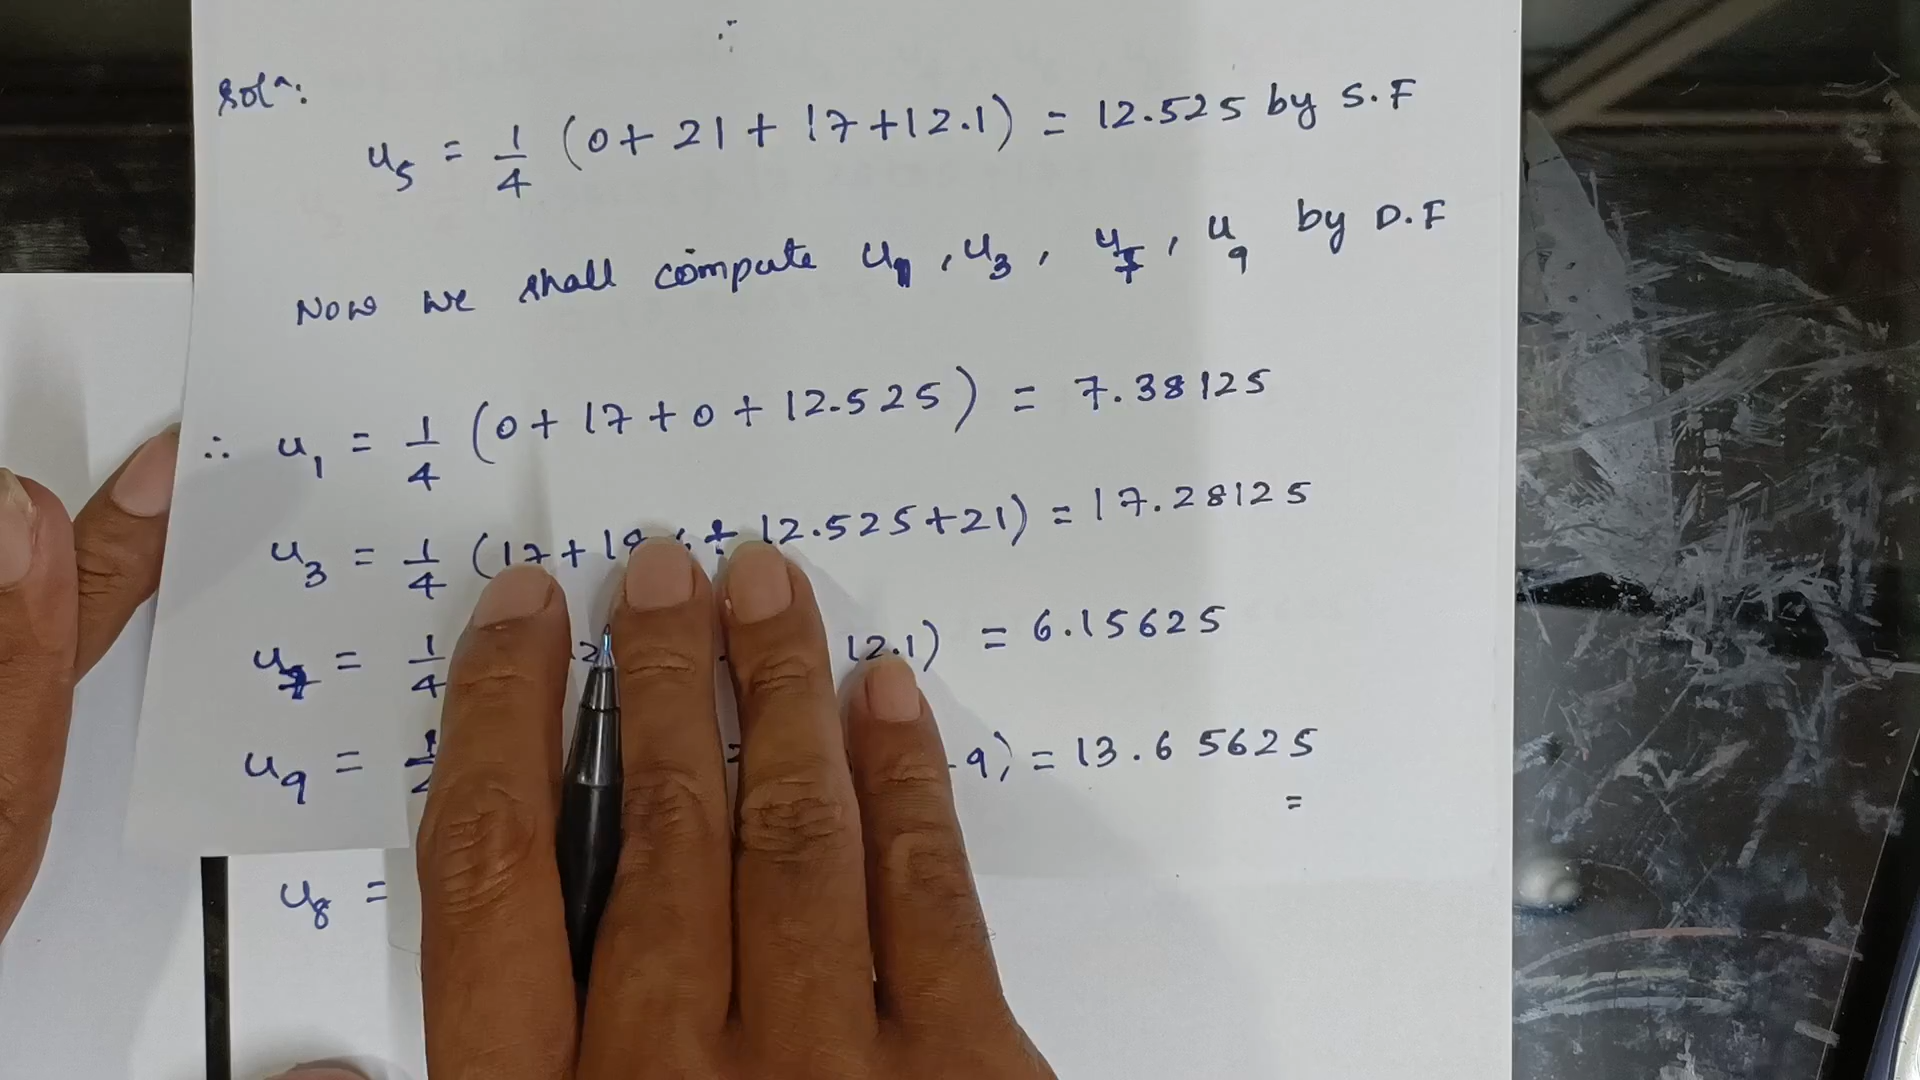 Soln:
u5 = 1/4 (0 + 21 + 17 + 12.1) = 12.525 by S.F
Now we shall compute u1, u3, u7, u9 by D.F
∴ u1 = 1/4 (0 + 17 + 0 + 12.525) = 7.38125
u3 = 1/4 (17 + + 12.525 + 21) = 17.28125
u7 = 1/4 12.1) = 6.15625
u9 = 9) = 13.65625
=
u8 =